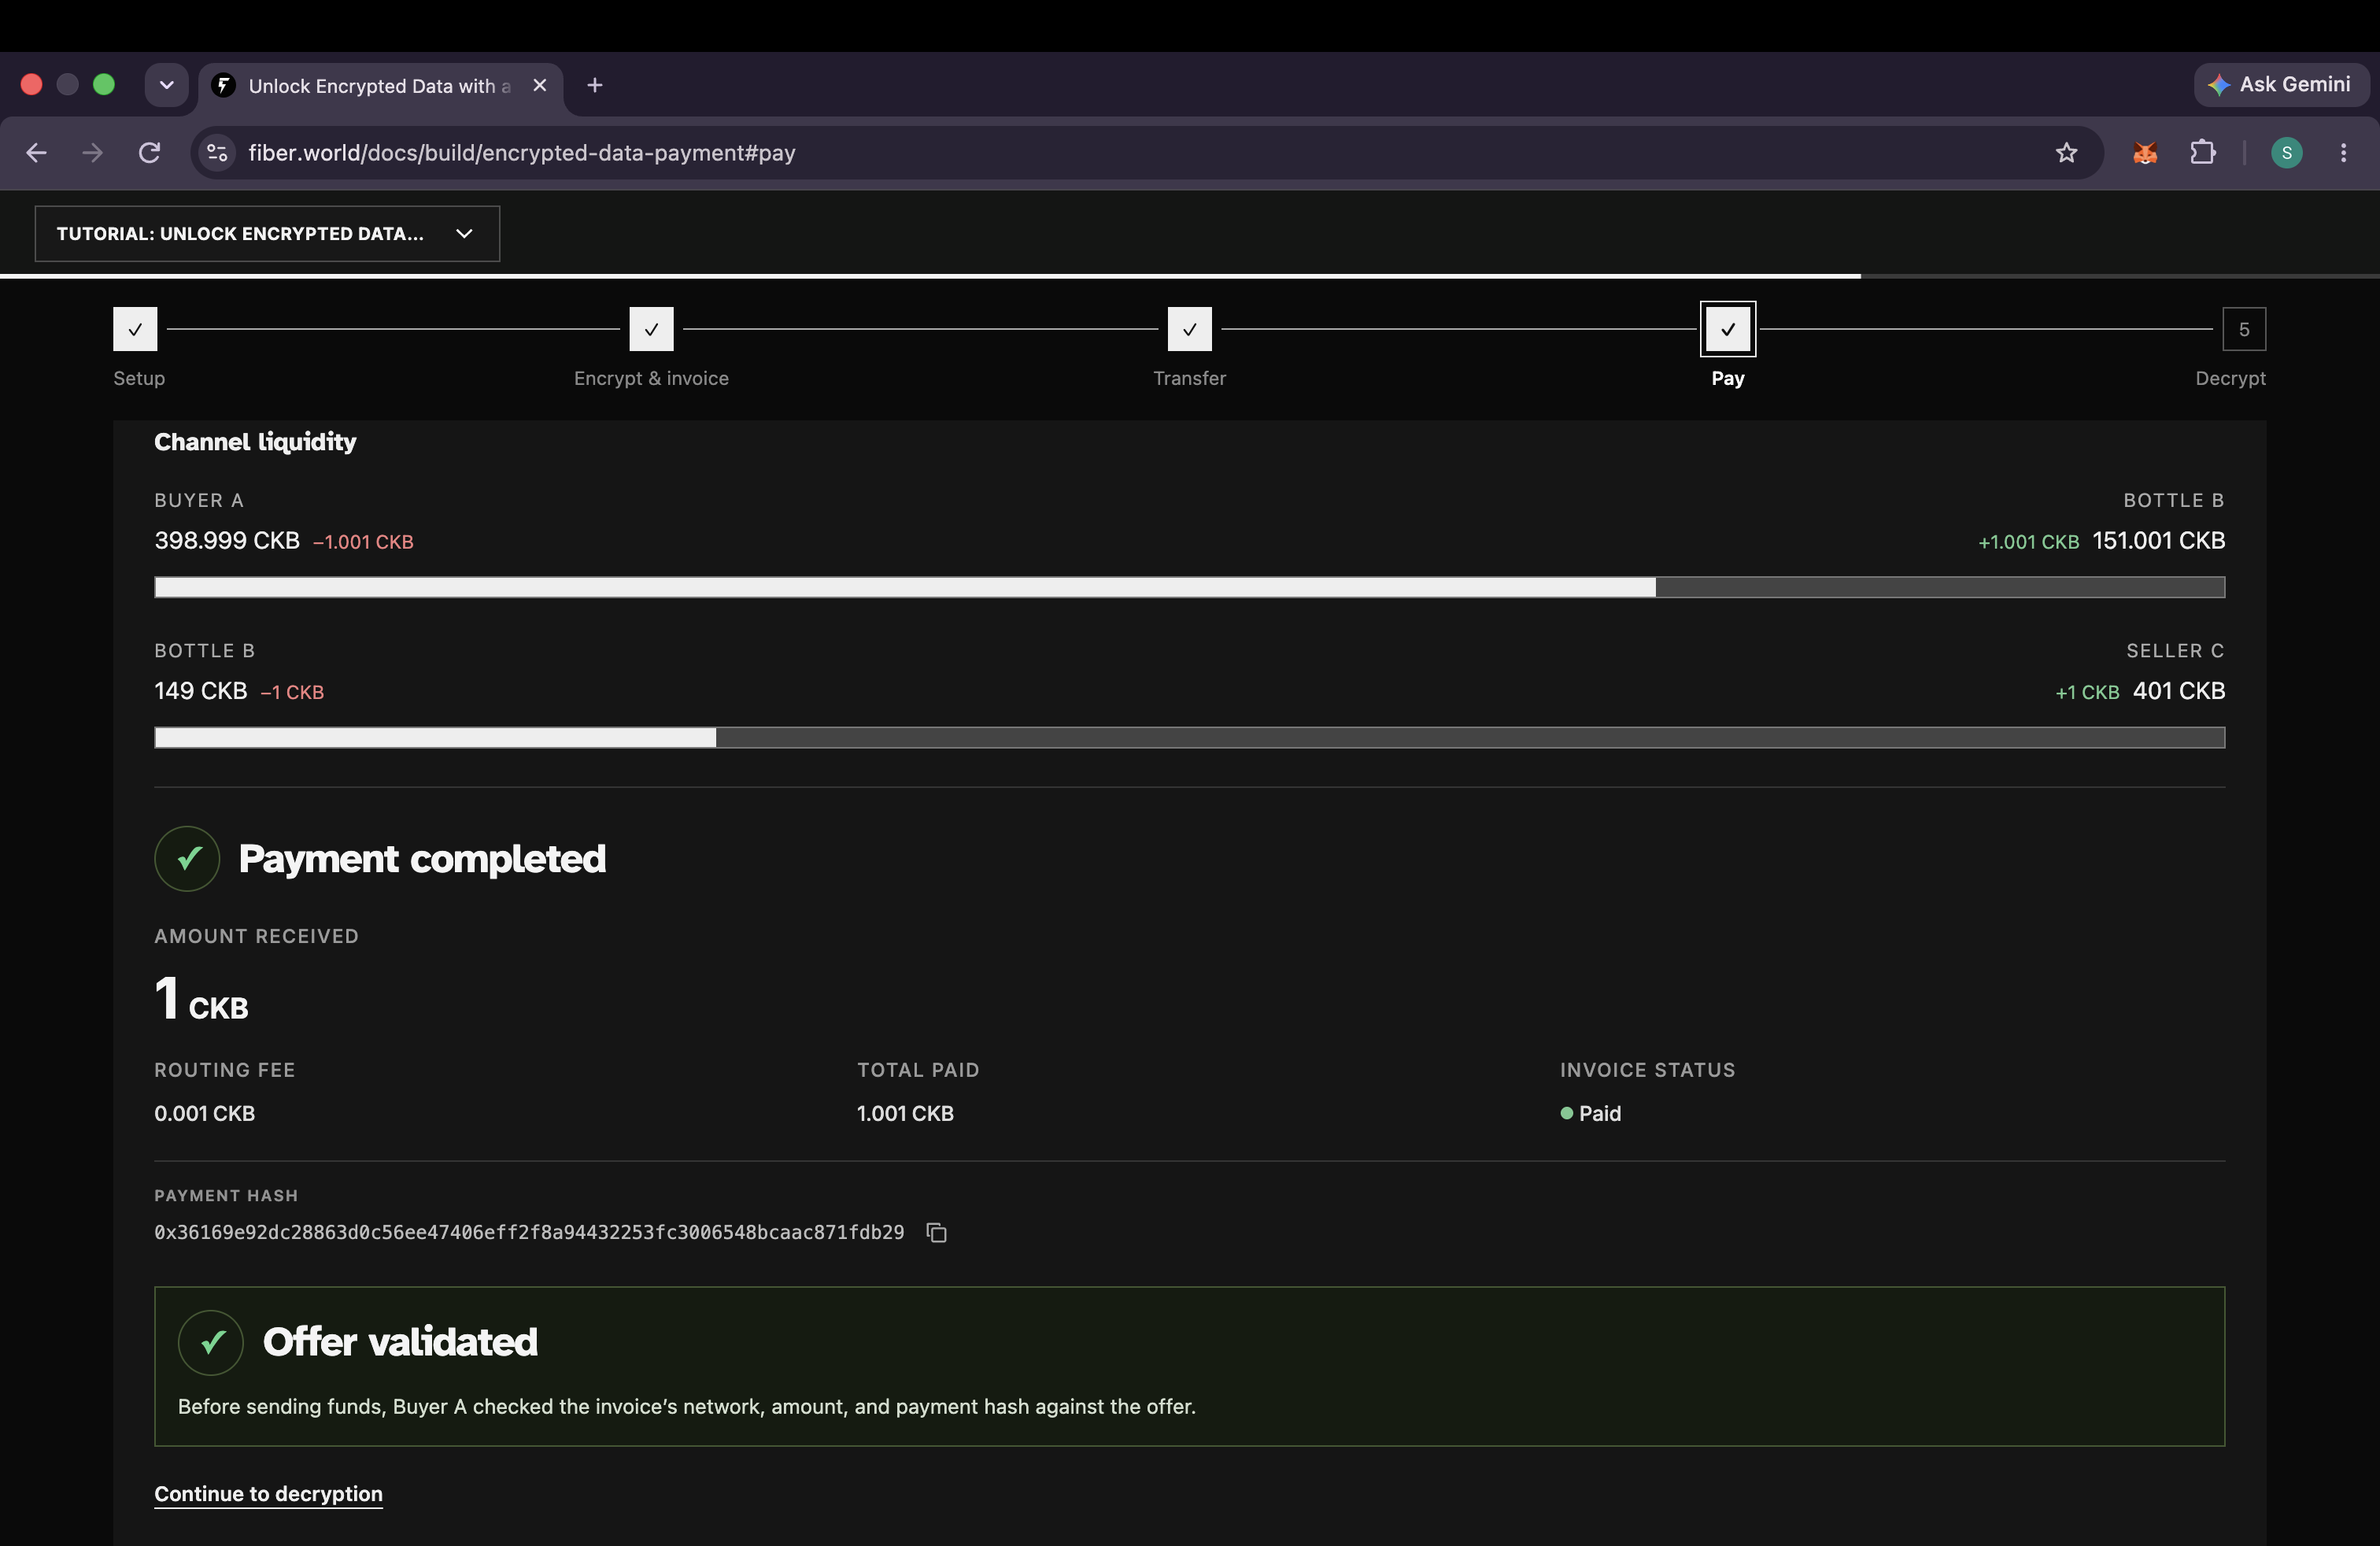 Unlock Encrypted Data with a
Ask Gemini
fiber.world/docs/build/encrypted-data-payment#pay
S
TUTORIAL: UNLOCK ENCRYPTED DATA...
5
Setup
Encrypt & invoice
Transfer
Pay
Decrypt
Channel liquidity
BUYER A
BOTTLE B
398.999 CKB −1.001 CKB
+1.001 CKB 151.001 CKB
BOTTLE B
SELLER C
149 CKB −1 CKB
+1 CKB 401 CKB
Payment completed
AMOUNT RECEIVED
1 CKB
ROUTING FEE
TOTAL PAID
INVOICE STATUS
0.001 CKB
1.001 CKB
Paid
PAYMENT HASH
0x36169e92dc28863d0c56ee47406eff2f8a94432253fc3006548bcaac871fdb29
Offer validated
Before sending funds, Buyer A checked the invoice’s network, amount, and payment hash against the offer.
Continue to decryption